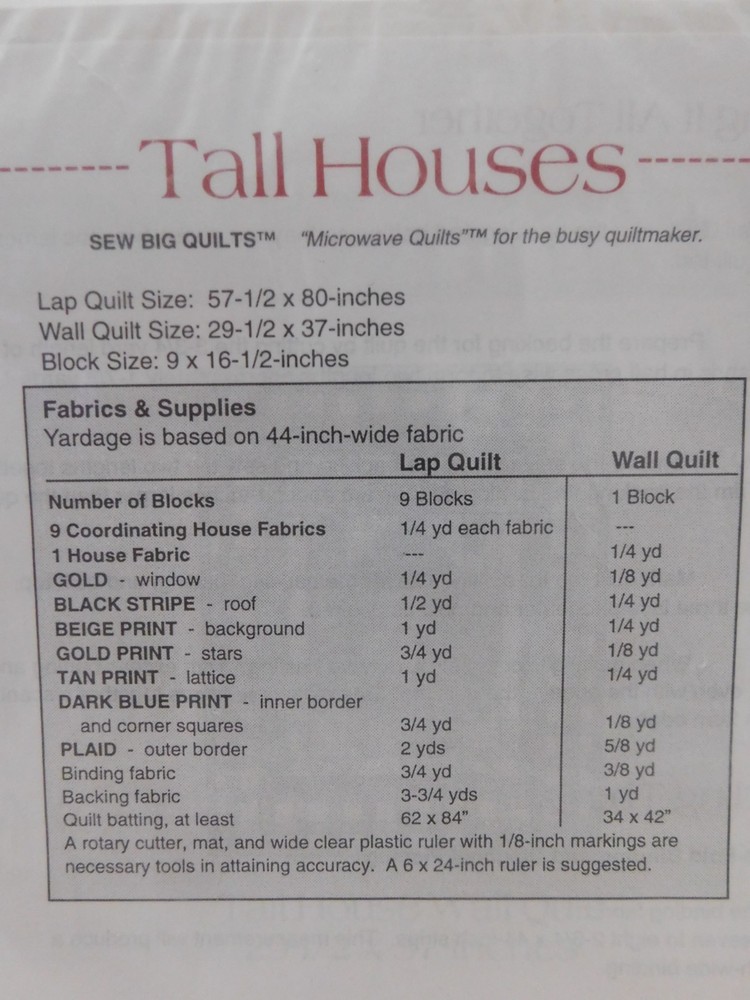 Tall Houses
SEW BIG QUILTS™ "Microwave Quilts"™ for the busy quiltmaker.
Lap Quilt Size: 57-1/2 x 80-inches
Wall Quilt Size: 29-1/2 x 37-inches
Block Size: 9 x 16-1/2-inches
Fabrics & Supplies
Yardage is based on 44-inch-wide fabric
Lap Quilt Wall Quilt
Number of Blocks 9 Blocks 1 Block
9 Coordinating House Fabrics 1/4 yd each fabric ---
1 House Fabric --- 1/4 yd
GOLD - window 1/4 yd 1/8 yd
BLACK STRIPE - roof 1/2 yd 1/4 yd
BEIGE PRINT - background 1 yd 1/4 yd
GOLD PRINT - stars 3/4 yd 1/8 yd
TAN PRINT - lattice 1 yd 1/4 yd
DARK BLUE PRINT - inner border
and corner squares 3/4 yd 1/8 yd
PLAID - outer border 2 yds 5/8 yd
Binding fabric 3/4 yd 3/8 yd
Backing fabric 3-3/4 yds 1 yd
Quilt batting, at least 62 x 84" 34 x 42"
A rotary cutter, mat, and wide clear plastic ruler with 1/8-inch markings are
necessary tools in attaining accuracy. A 6 x 24-inch ruler is suggested.